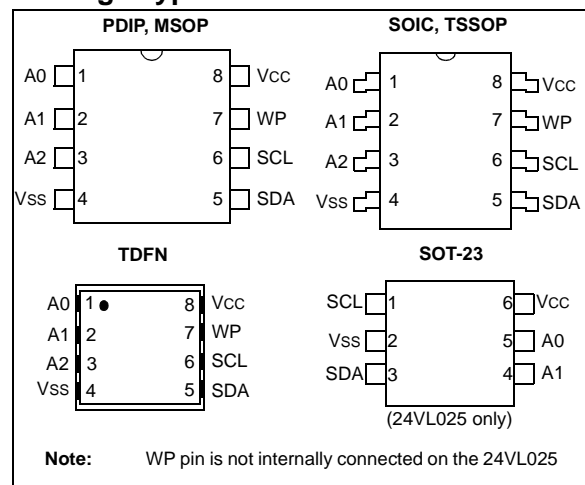 PDIP, MSOP
A0 1 8 VCC
A1 2 7 WP
A2 3 6 SCL
VSS 4 5 SDA
SOIC, TSSOP
A0 1 8 VCC
A1 2 7 WP
A2 3 6 SCL
VSS 4 5 SDA
TDFN
A0 1 8 VCC
A1 2 7 WP
A2 3 6 SCL
VSS 4 5 SDA
SOT-23
SCL 1 6 VCC
VSS 2 5 A0
SDA 3 4 A1
(24VL025 only)
Note: WP pin is not internally connected on the 24VL025